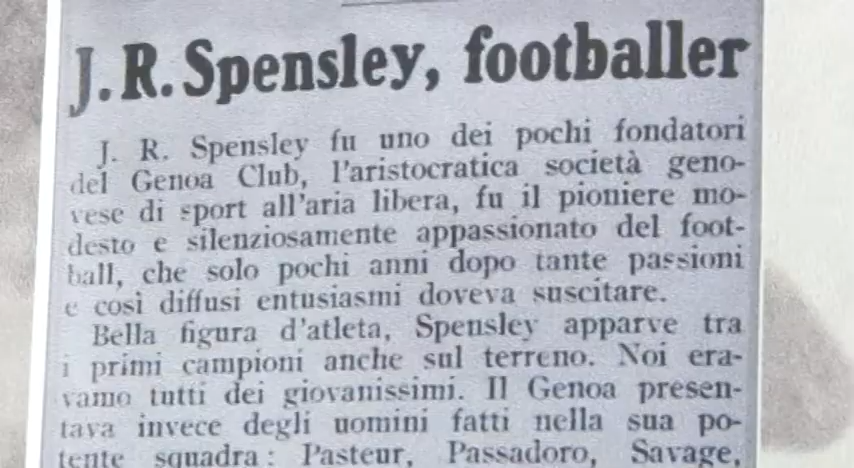 J. R. Spensley, footballer
J. R. Spensley fu uno dei pochi fondatori
del Genoa Club, l'aristocratica società geno-
vese di sport all'aria libera, fu il pioniere mo-
desto e silenziosamente appassionato del foot-
ball, che solo pochi anni dopo tante passioni
e così diffusi entusiasmi doveva suscitare.
Bella figura d'atleta, Spensley apparve tra
i primi campioni anche sul terreno. Noi era-
vamo tutti dei giovanissimi. Il Genoa presen-
tava invece degli uomini fatti nella sua po-
tente squadra: Pasteur, Passadoro, Savage,